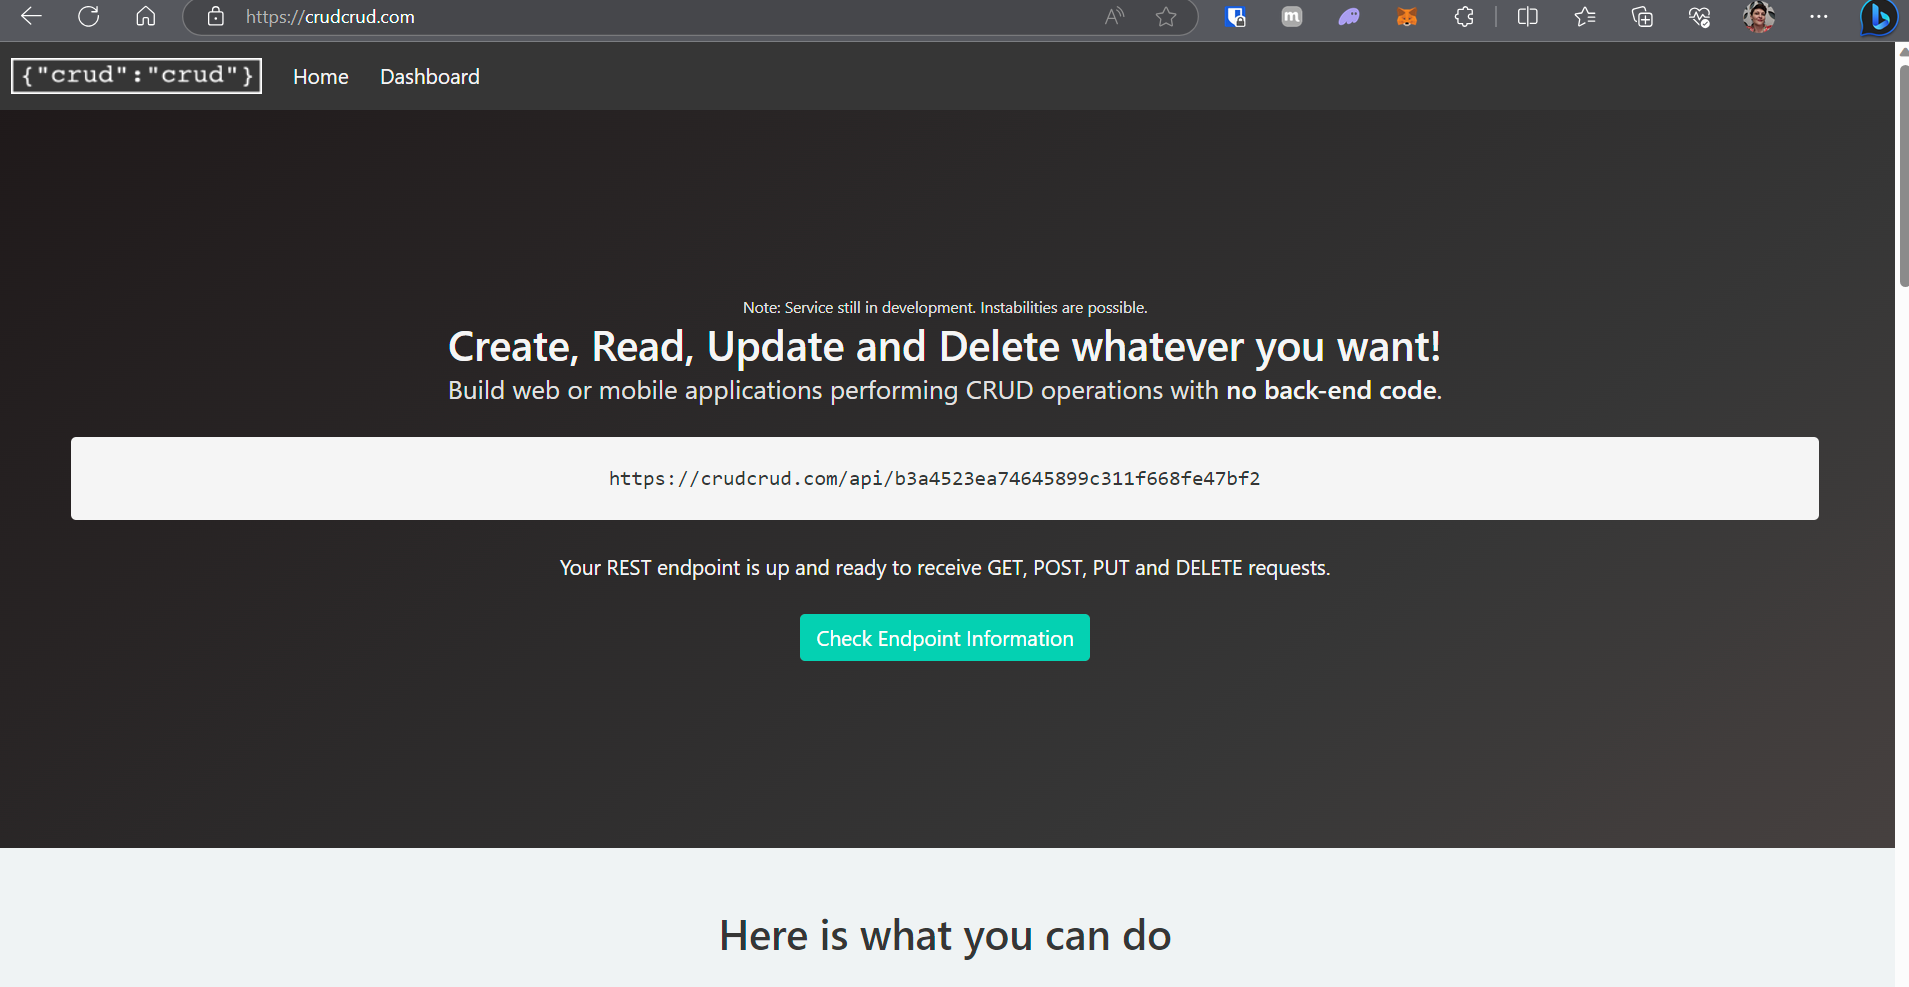 https://crudcrud.com
{"crud":"crud"} Home Dashboard
Note: Service still in development. Instabilities are possible.
Create, Read, Update and Delete whatever you want!
Build web or mobile applications performing CRUD operations with no back-end code.
https://crudcrud.com/api/b3a4523ea74645899c311f668fe47bf2
Your REST endpoint is up and ready to receive GET, POST, PUT and DELETE requests.
Check Endpoint Information
Here is what you can do